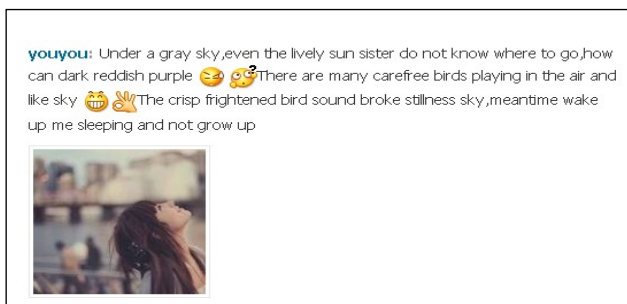 youyou: Under a gray sky,even the lively sun sister do not know where to go,how
can dark reddish purple There are many carefree birds playing in the air and
like sky The crisp frightened bird sound broke stillness sky,meantime wake
up me sleeping and not grow up